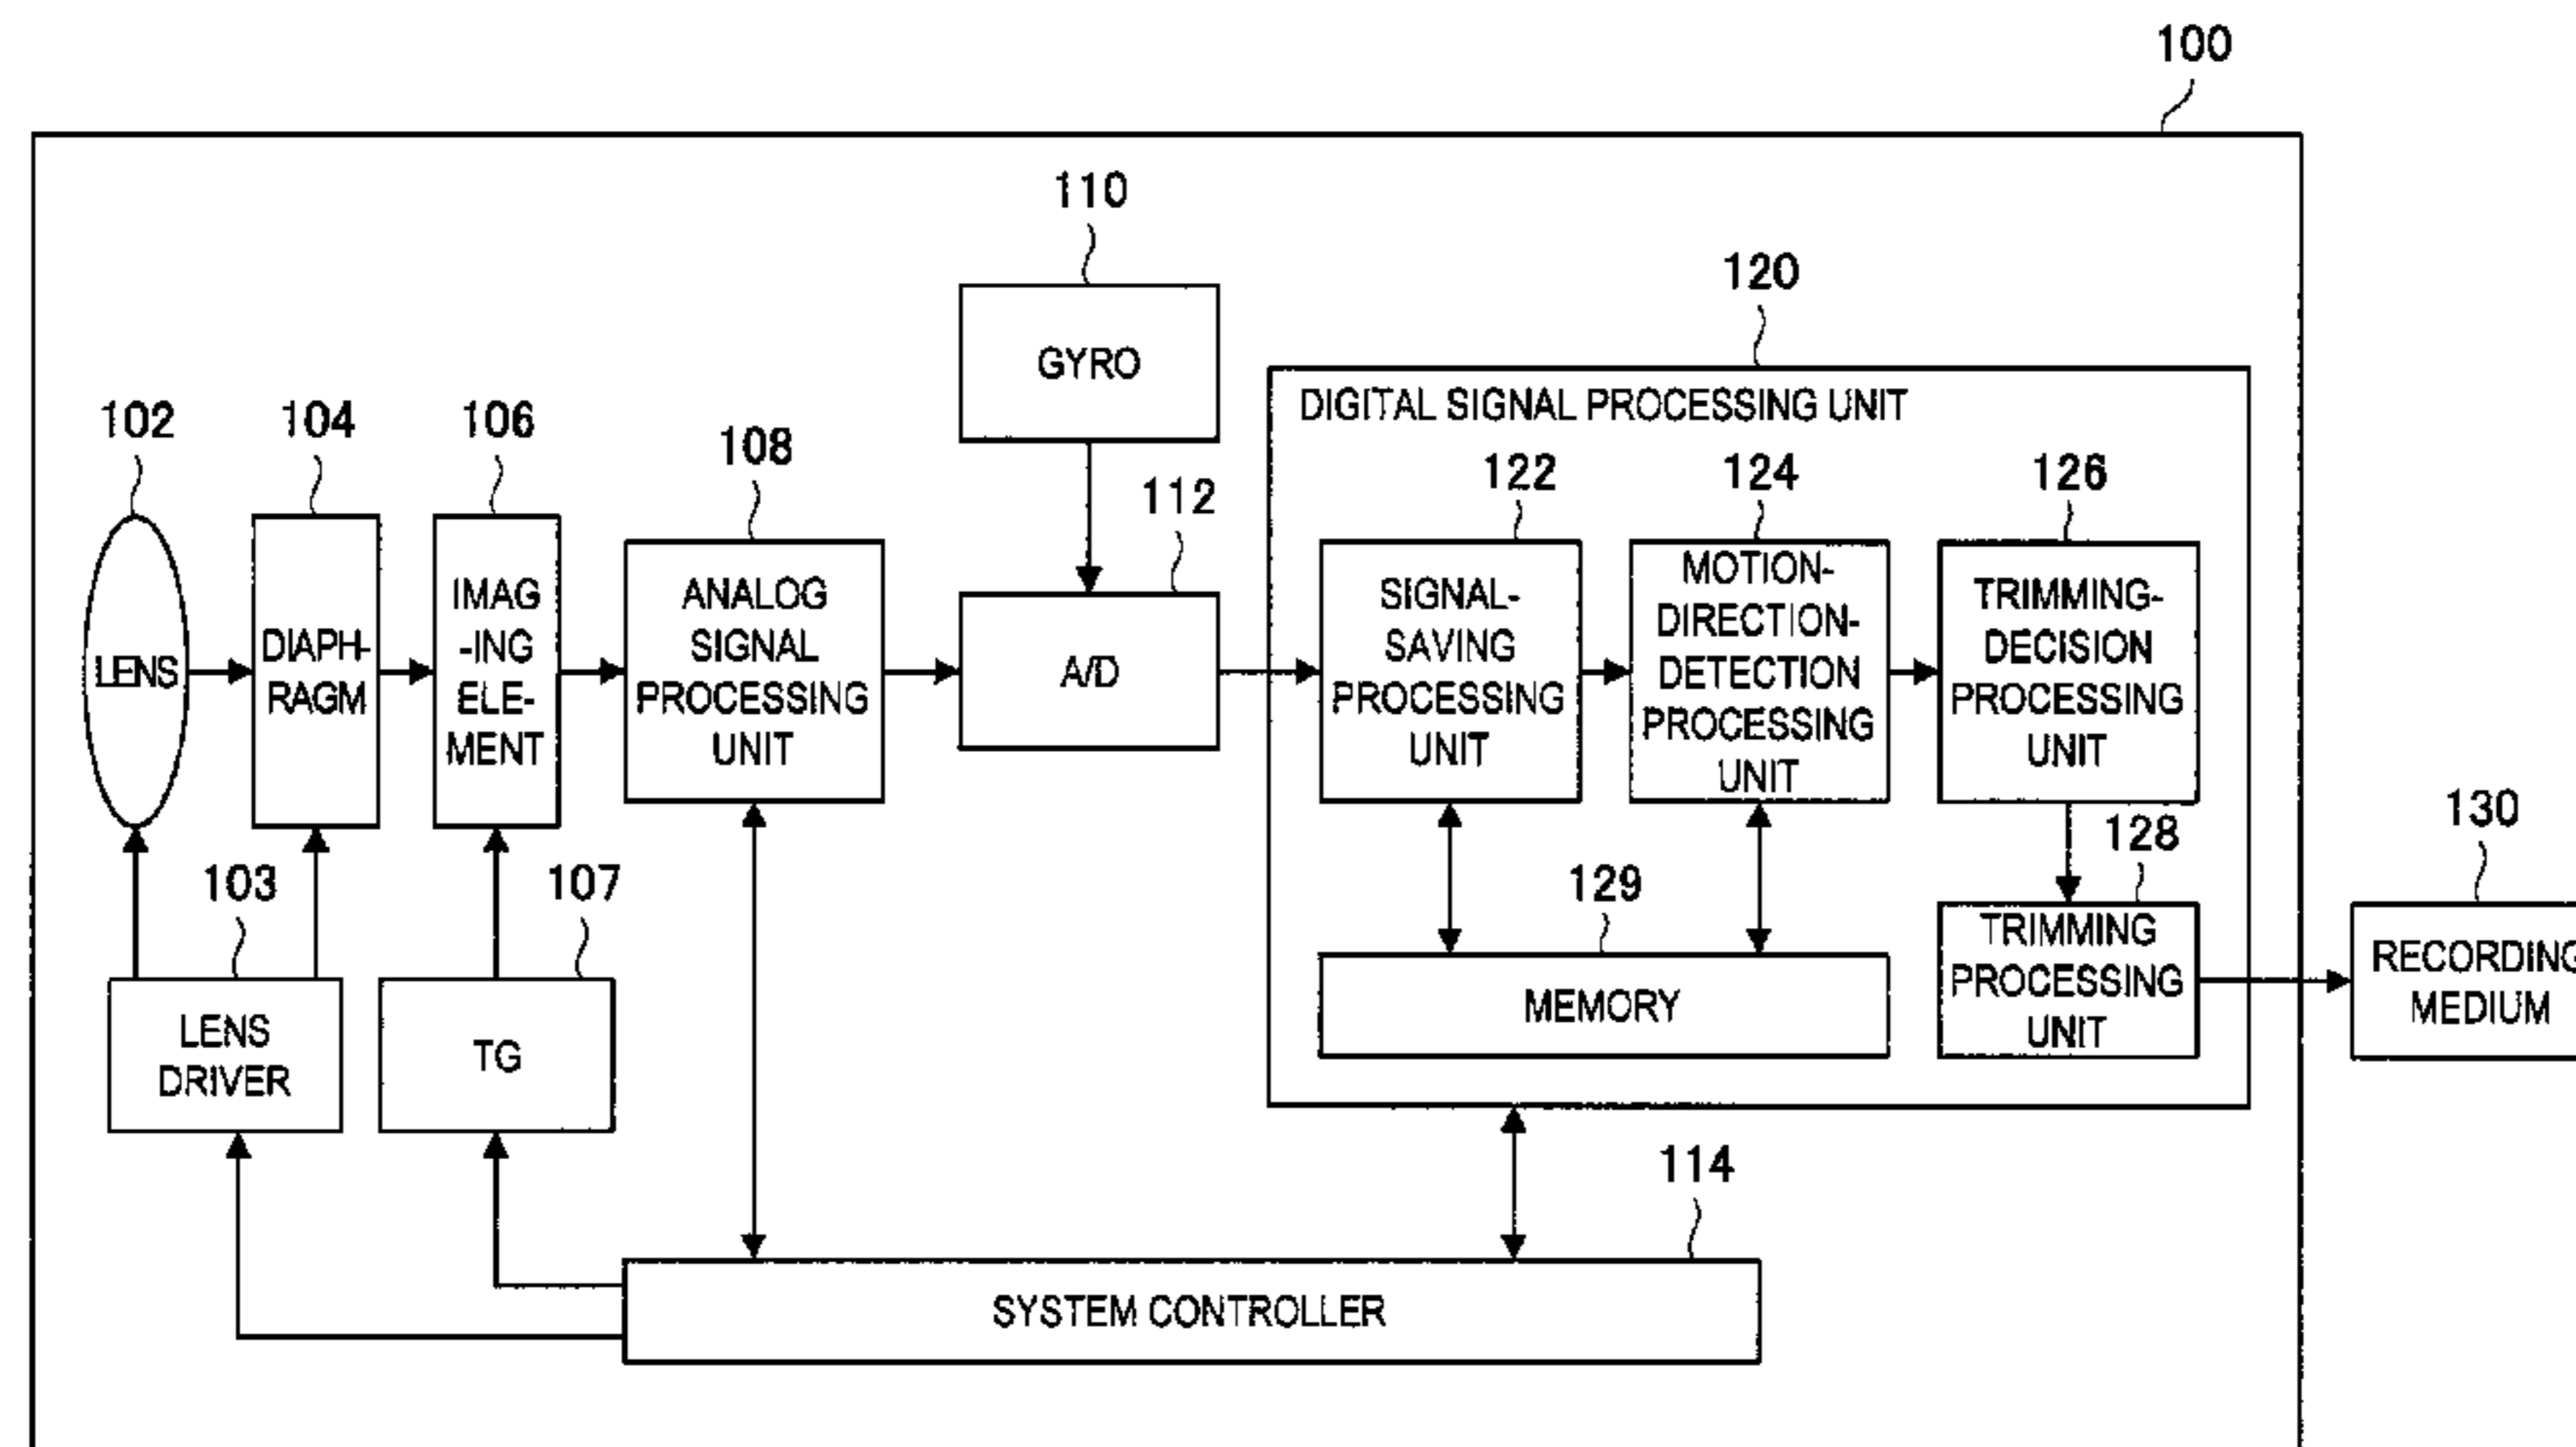 100
110
120
102
104
106
108
112
GYRO
DIGITAL SIGNAL PROCESSING UNIT
122
124
126
LENS
DIAPH-
RAGM
IMAG
-ING
ELE-
MENT
ANALOG
SIGNAL
PROCESSING
UNIT
A/D
SIGNAL-
SAVING
PROCESSING
UNIT
MOTION-
DIRECTION-
DETECTION
PROCESSING
UNIT
TRIMMING-
DECISION
PROCESSING
UNIT
103
107
129
128
130
LENS
DRIVER
TG
MEMORY
TRIMMING
PROCESSING
UNIT
RECORDING
MEDIUM
114
SYSTEM CONTROLLER